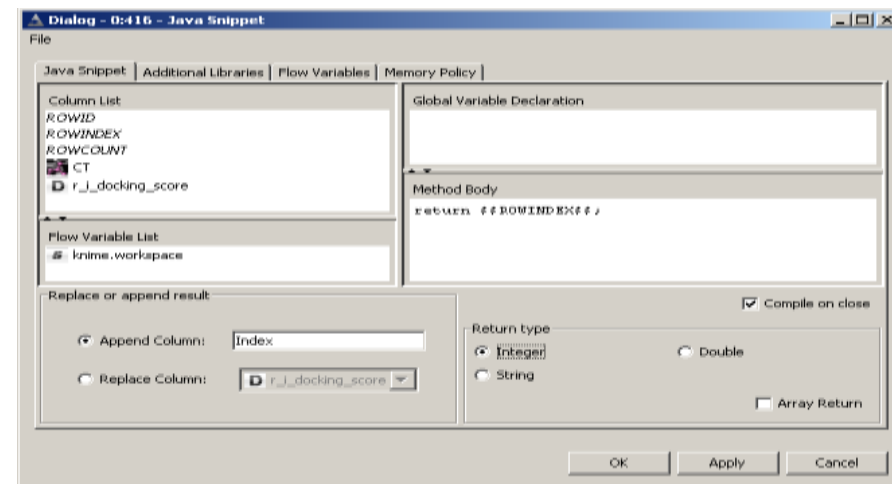 Dialog - 0:416 - Java Snippet
File
Java Snippet
Additional Libraries
Flow Variables
Memory Policy
Column List
ROWID
ROWINDEX
ROWCOUNT
CT
D r_i_docking_score
Flow Variable List
knime.workspace
Global Variable Declaration
Method Body
return $$ROWINDEX$$;
Replace or append result
Append Column: Index
Replace Column: D r_i_docking_score
Compile on close
Return type
Integer
Double
String
Array Return
OK
Apply
Cancel